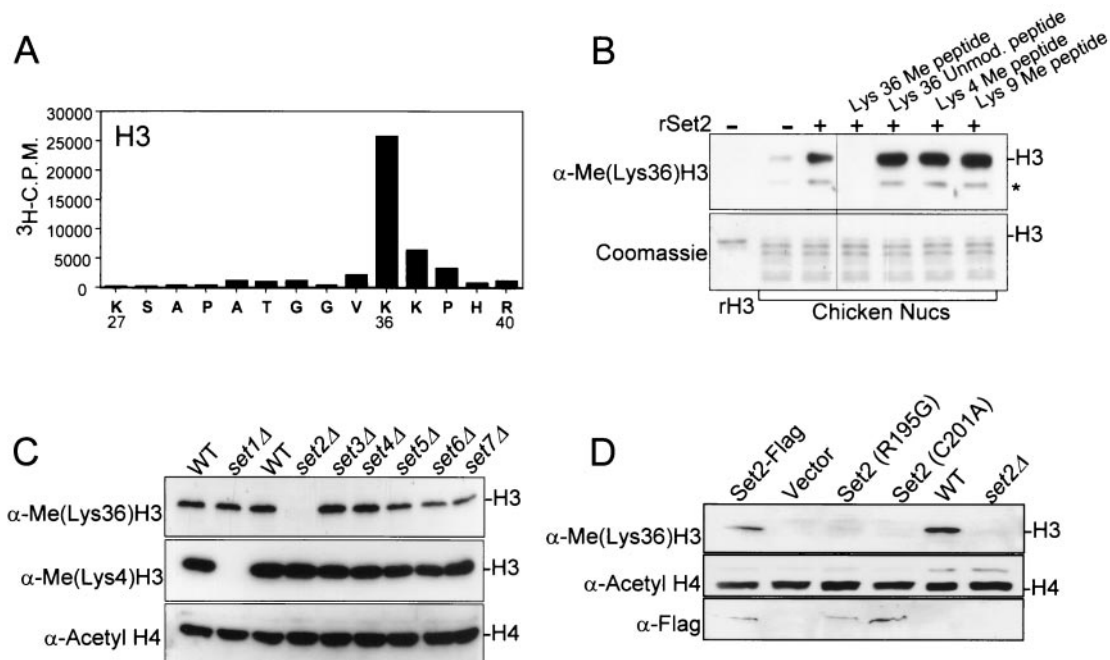 A
H3
³H-C.P.M.
30000
25000
20000
15000
10000
5000
0
K S A P A T G G V K K P H R
27 36 40
B
Lys 36 Me peptide
Lys 36 Unmod. peptide
Lys 4 Me peptide
Lys 9 Me peptide
rSet2 - - + + + + +
α-Me(Lys36)H3
-H3
*
Coomassie
-H3
rH3
Chicken Nucs
C
WT set1Δ WT set2Δ set3Δ set4Δ set5Δ set6Δ set7Δ
α-Me(Lys36)H3 -H3
α-Me(Lys4)H3 -H3
α-Acetyl H4 -H4
D
Set2-Flag Vector Set2 (R195G) Set2 (C201A) WT set2Δ
α-Me(Lys36)H3 -H3
α-Acetyl H4 -H4
α-Flag